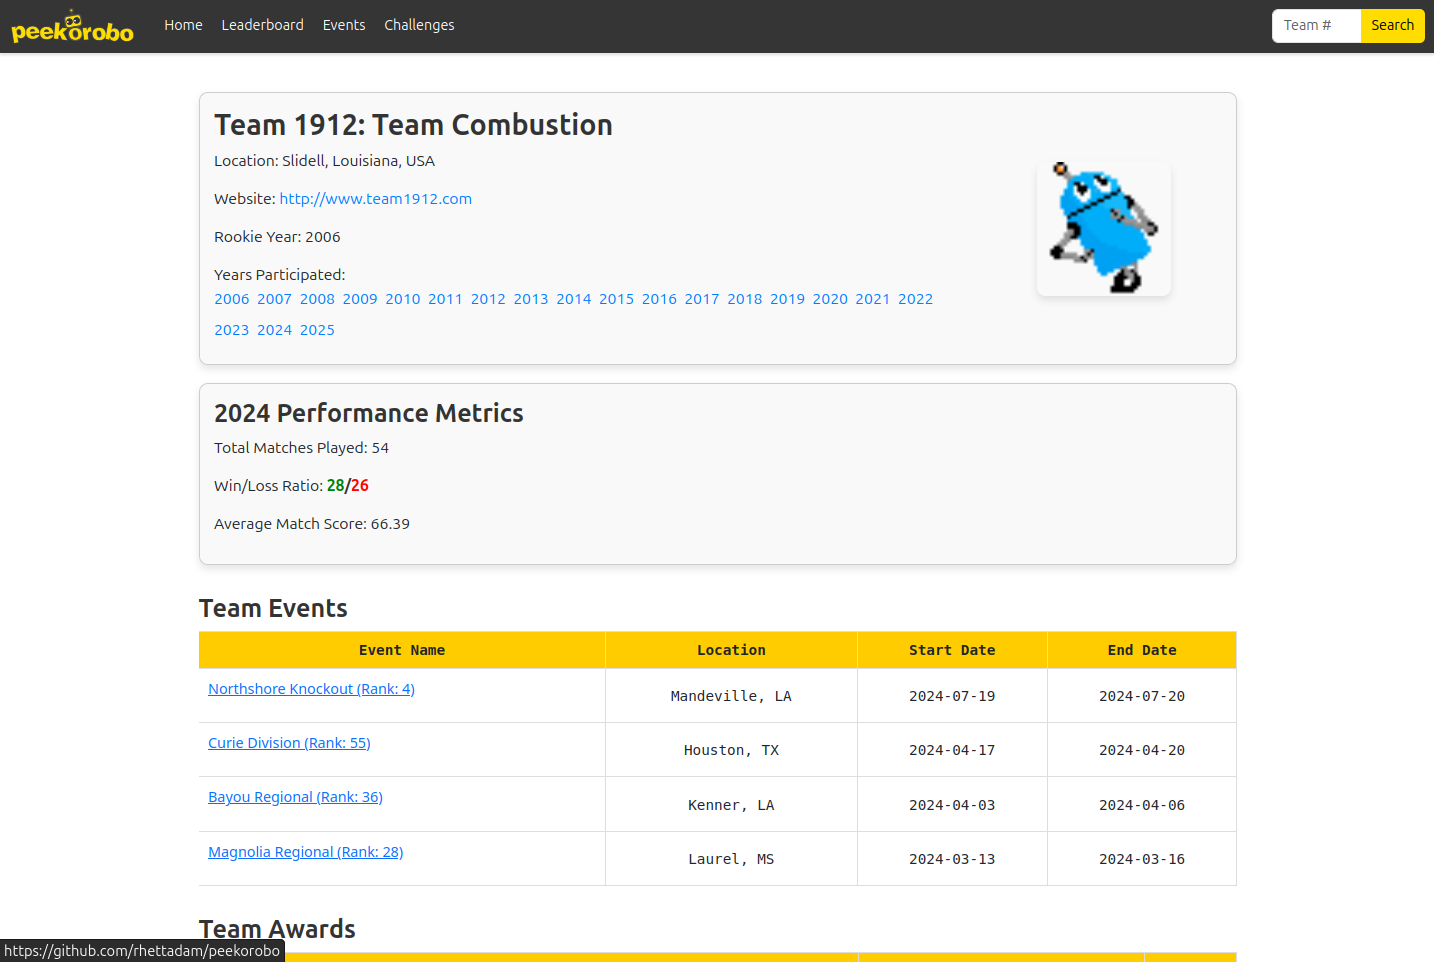 peekorobo Home Leaderboard Events Challenges Team # Search
Team 1912: Team Combustion
Location: Slidell, Louisiana, USA
Website: http://www.team1912.com
Rookie Year: 2006
Years Participated:
2006 2007 2008 2009 2010 2011 2012 2013 2014 2015 2016 2017 2018 2019 2020 2021 2022
2023 2024 2025
2024 Performance Metrics
Total Matches Played: 54
Win/Loss Ratio: 28/26
Average Match Score: 66.39
Team Events
Event Name Location Start Date End Date
Northshore Knockout (Rank: 4) Mandeville, LA 2024-07-19 2024-07-20
Curie Division (Rank: 55) Houston, TX 2024-04-17 2024-04-20
Bayou Regional (Rank: 36) Kenner, LA 2024-04-03 2024-04-06
Magnolia Regional (Rank: 28) Laurel, MS 2024-03-13 2024-03-16
Team Awards
https://github.com/rhettadam/peekorobo